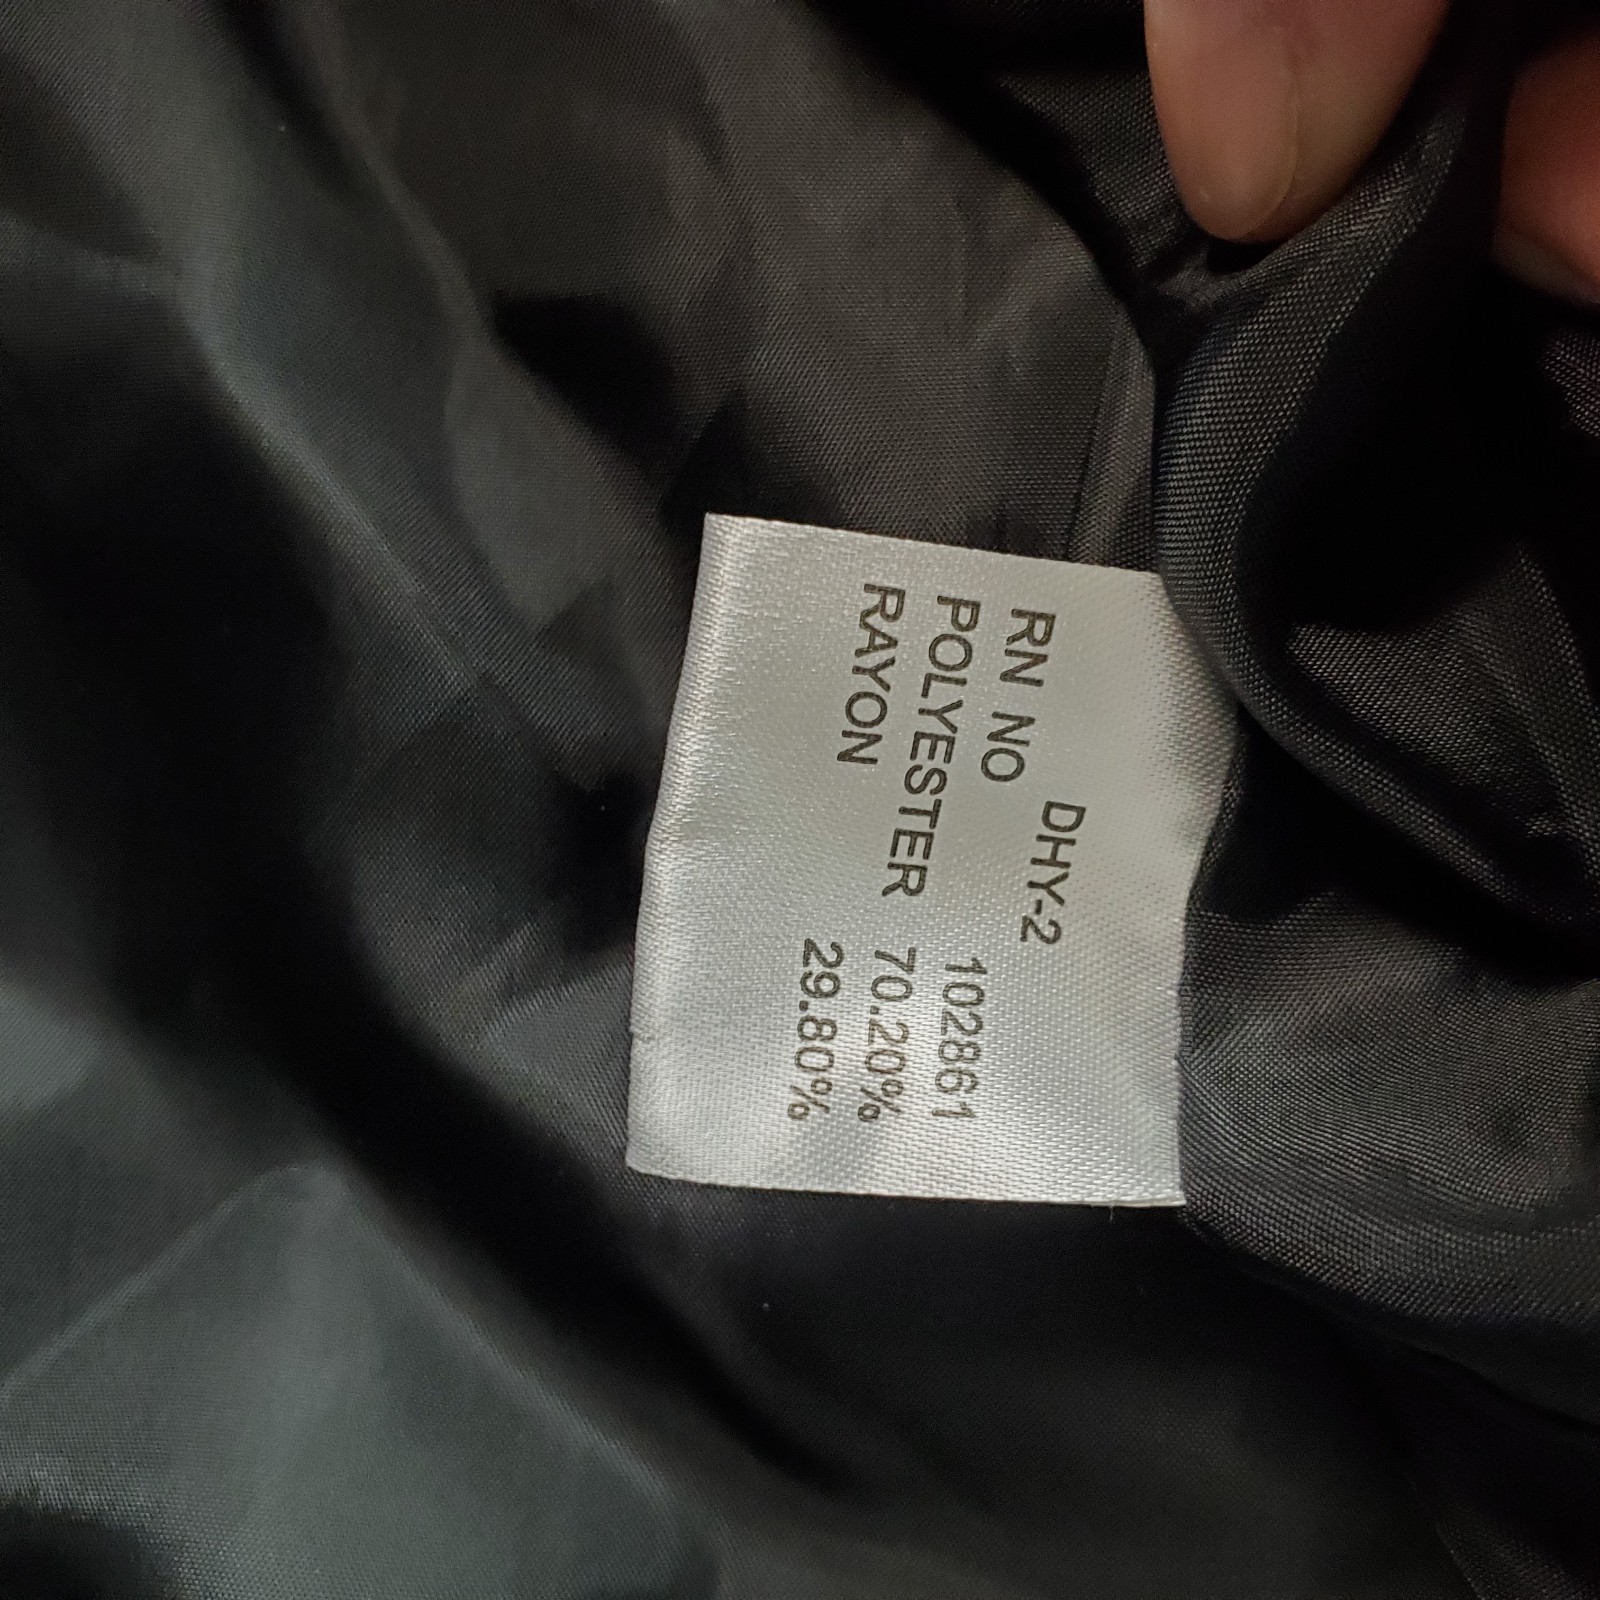 DHY-2
RN NO 102861
POLYESTER 70.20%
RAYON 29.80%